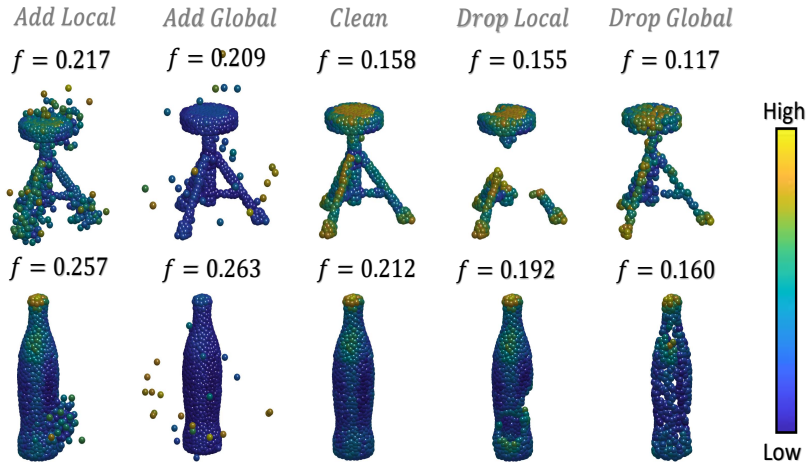 Add Local Add Global Clean Drop Local Drop Global
f = 0.217 f = 0.209 f = 0.158 f = 0.155 f = 0.117
High
f = 0.257 f = 0.263 f = 0.212 f = 0.192 f = 0.160
Low